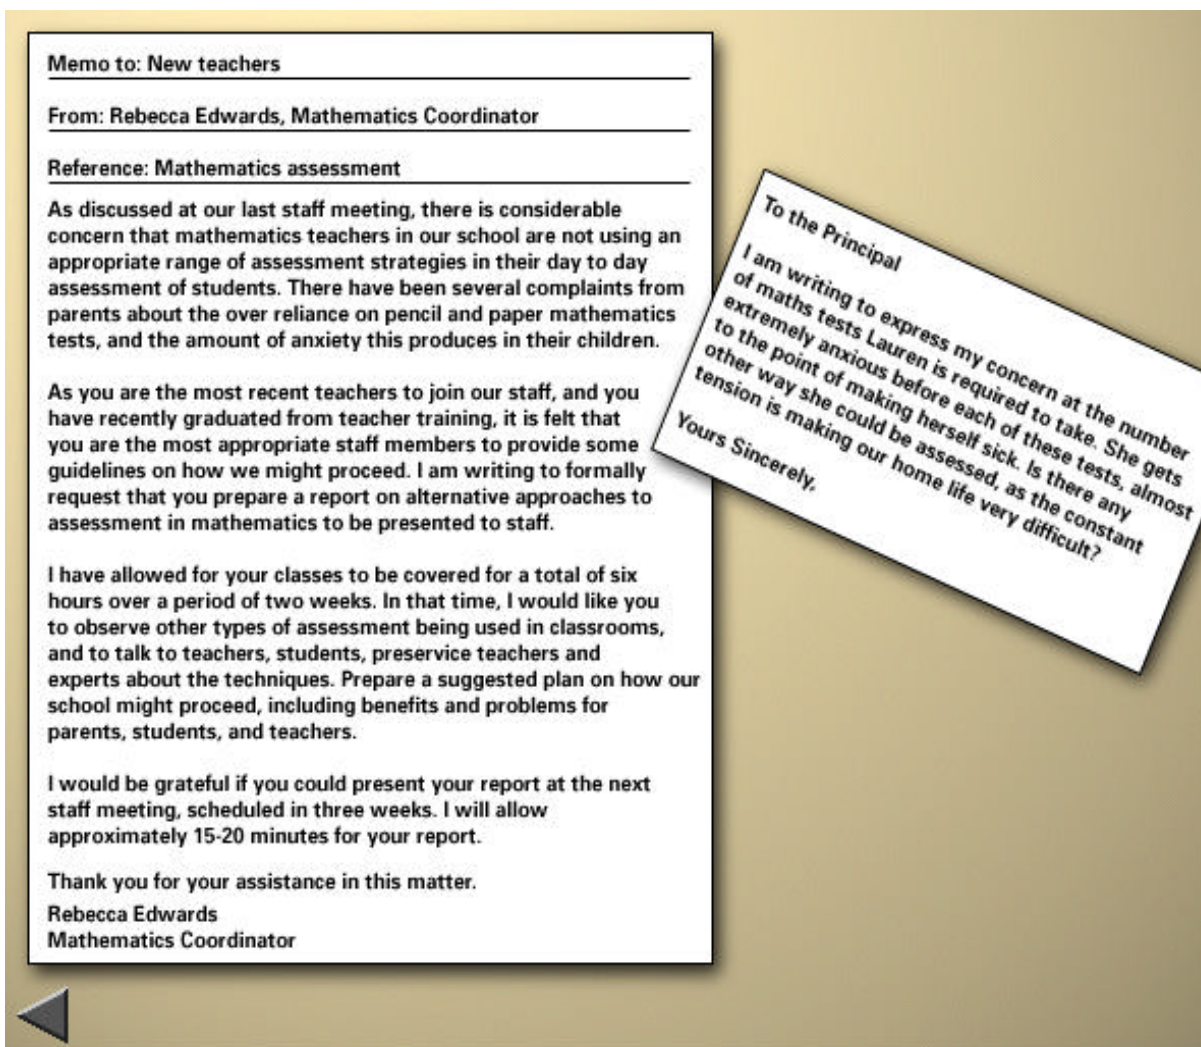 Memo to: New teachers
From: Rebecca Edwards, Mathematics Coordinator
Reference: Mathematics assessment
As discussed at our last staff meeting, there is considerable
concern that mathematics teachers in our school are not using an
appropriate range of assessment strategies in their day to day
assessment of students. There have been several complaints from
parents about the over reliance on pencil and paper mathematics
tests, and the amount of anxiety this produces in their children.
As you are the most recent teachers to join our staff, and you
have recently graduated from teacher training, it is felt that
you are the most appropriate staff members to provide some
guidelines on how we might proceed. I am writing to formally
request that you prepare a report on alternative approaches to
assessment in mathematics to be presented to staff.
I have allowed for your classes to be covered for a total of six
hours over a period of two weeks. In that time, I would like you
to observe other types of assessment being used in classrooms,
and to talk to teachers, students, preservice teachers and
experts about the techniques. Prepare a suggested plan on how our
school might proceed, including benefits and problems for
parents, students, and teachers.
I would be grateful if you could present your report at the next
staff meeting, scheduled in three weeks. I will allow
approximately 15-20 minutes for your report.
Thank you for your assistance in this matter.
Rebecca Edwards
Mathematics Coordinator
To the Principal
I am writing to express my concern at the number
of maths tests Lauren is required to take. She gets
extremely anxious before each of these tests, almost
to the point of making herself sick. Is there any
other way she could be assessed, as the constant
tension is making our home life very difficult?
Yours Sincerely,